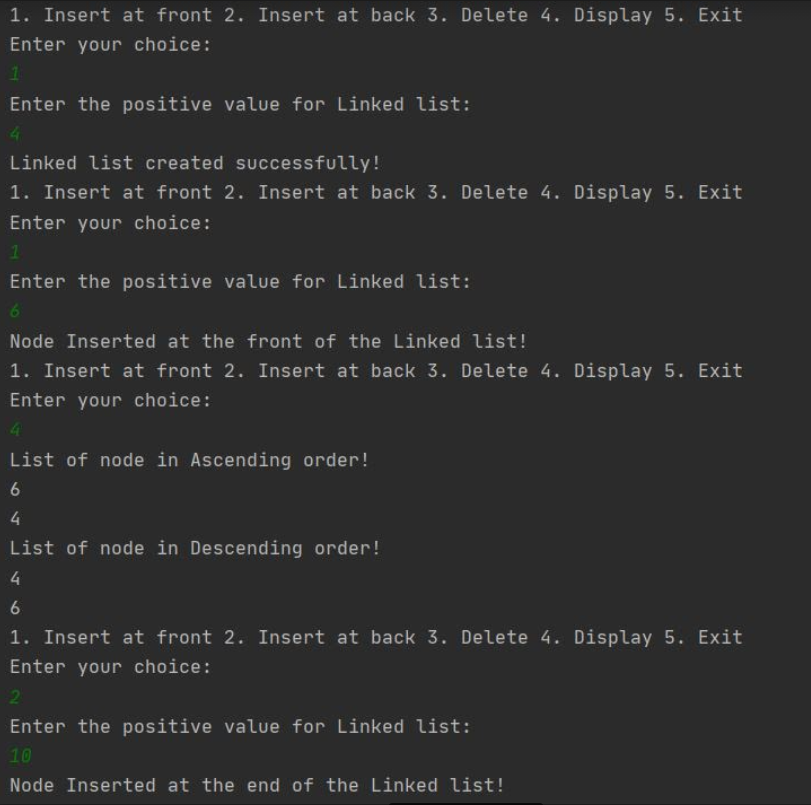 1. Insert at front 2. Insert at back 3. Delete 4. Display 5. Exit
Enter your choice:
1
Enter the positive value for Linked list:
4
Linked list created successfully!
1. Insert at front 2. Insert at back 3. Delete 4. Display 5. Exit
Enter your choice:
1
Enter the positive value for Linked list:
6
Node Inserted at the front of the Linked list!
1. Insert at front 2. Insert at back 3. Delete 4. Display 5. Exit
Enter your choice:
4
List of node in Ascending order!
6
4
List of node in Descending order!
4
6
1. Insert at front 2. Insert at back 3. Delete 4. Display 5. Exit
Enter your choice:
2
Enter the positive value for Linked list:
10
Node Inserted at the end of the Linked list!